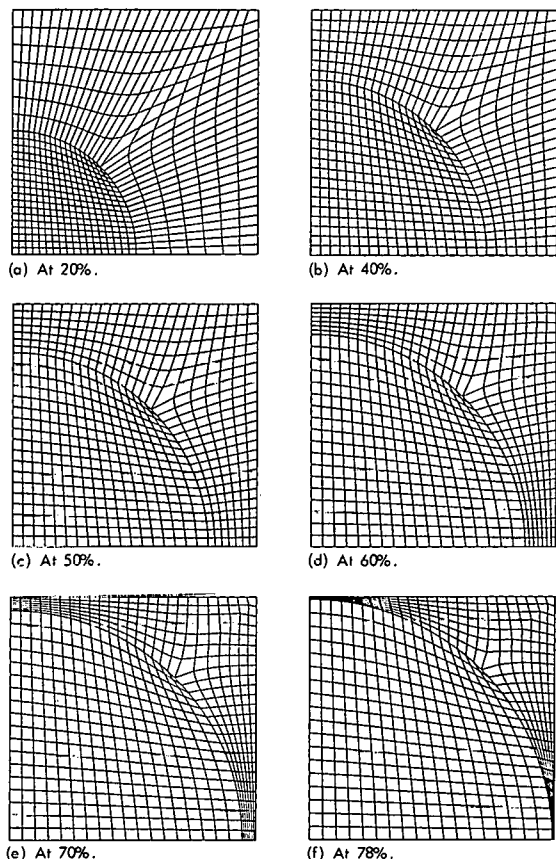 (a) At 20%.
(b) At 40%.
(c) At 50%.
(d) At 60%.
(e) At 70%.
(f) At 78%.